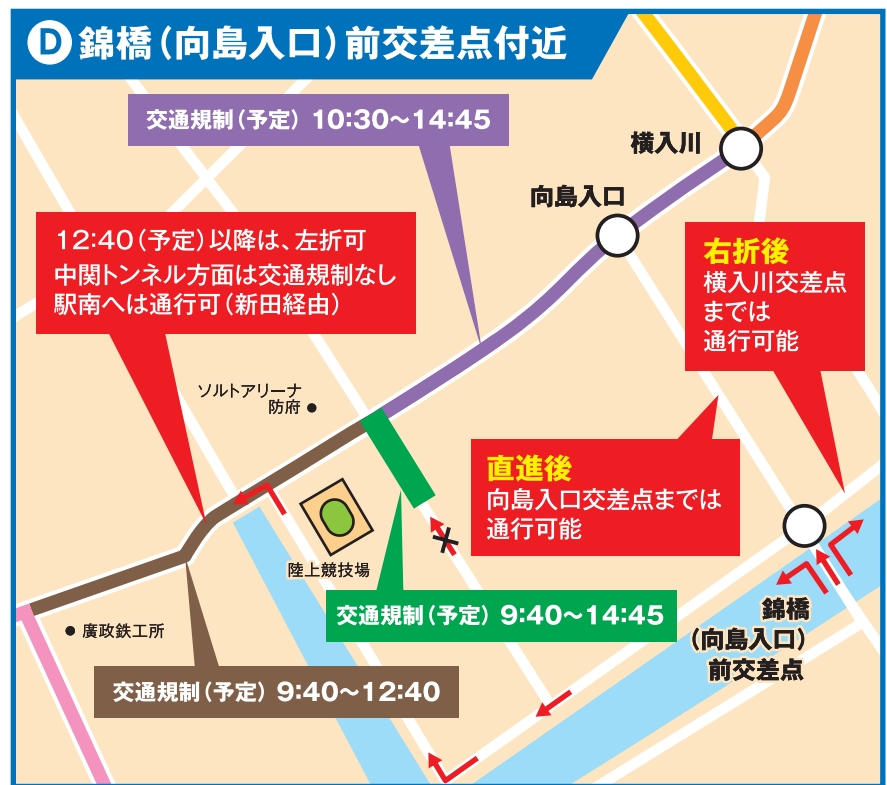 D 錦橋（向島入口）前交差点付近
交通規制（予定） 10:30〜14:45
横入川
向島入口
12:40（予定）以降は、左折可
中関トンネル方面は交通規制なし
駅南へは通行可（新田経由）
右折後
横入川交差点
までは
通行可能
ソルトアリーナ
防府
直進後
向島入口交差点までは
通行可能
陸上競技場
交通規制（予定） 9:40〜14:45
錦橋
（向島入口）
前交差点
廣政鉄工所
交通規制（予定） 9:40〜12:40